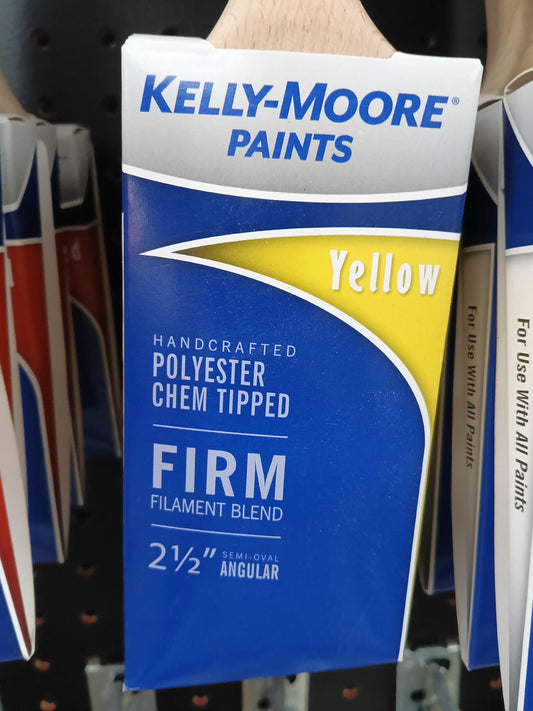 KELLY-MOORE®
PAINTS
Yellow
HANDCRAFTED
POLYESTER
CHEM TIPPED
FIRM
FILAMENT BLEND
2½" SEMI-OVAL
ANGULAR
For Use With All Paints
For Use With All Paints